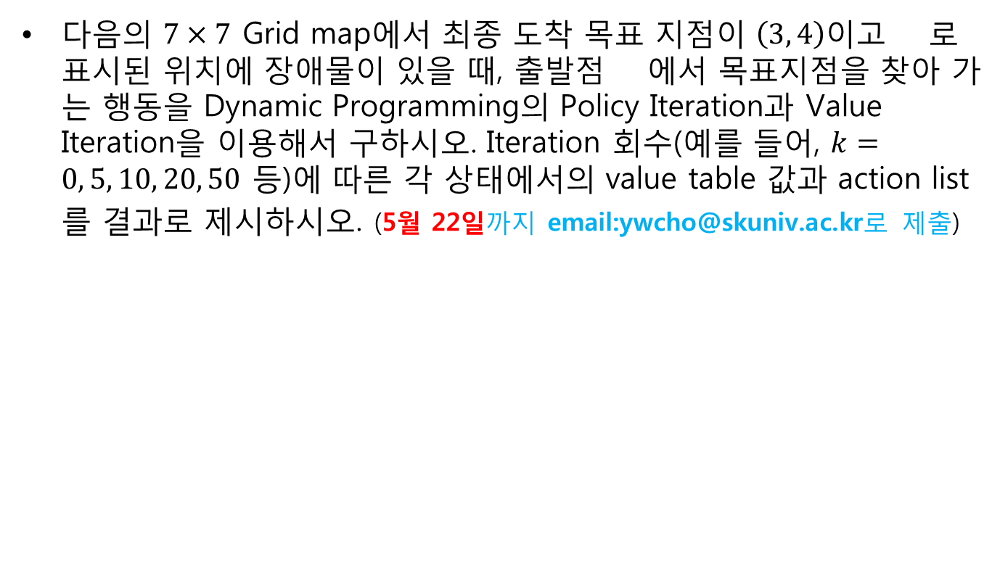 • 다음의 7 × 7 Grid map에서 최종 도착 목표 지점이 (3, 4)이고 로
표시된 위치에 장애물이 있을 때, 출발점 에서 목표지점을 찾아 가
는 행동을 Dynamic Programming의 Policy Iteration과 Value
Iteration을 이용해서 구하시오. Iteration 회수(예를 들어, k =
0, 5, 10, 20, 50 등)에 따른 각 상태에서의 value table 값과 action list
를 결과로 제시하시오. (5월 22일까지 email:ywcho@skuniv.ac.kr로 제출)